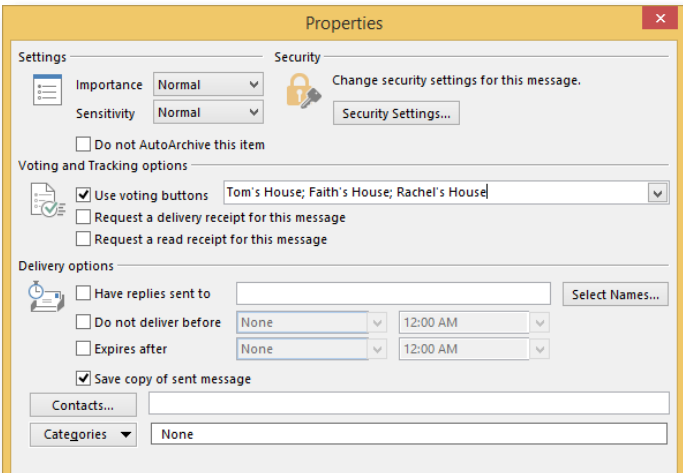 Properties
Settings
Security
Importance Normal
Change security settings for this message.
Sensitivity Normal
Security Settings...
Do not AutoArchive this item
Voting and Tracking options
Use voting buttons Tom's House; Faith's House; Rachel's House
Request a delivery receipt for this message
Request a read receipt for this message
Delivery options
Have replies sent to Select Names...
Do not deliver before None 12:00 AM
Expires after None 12:00 AM
Save copy of sent message
Contacts...
Categories None